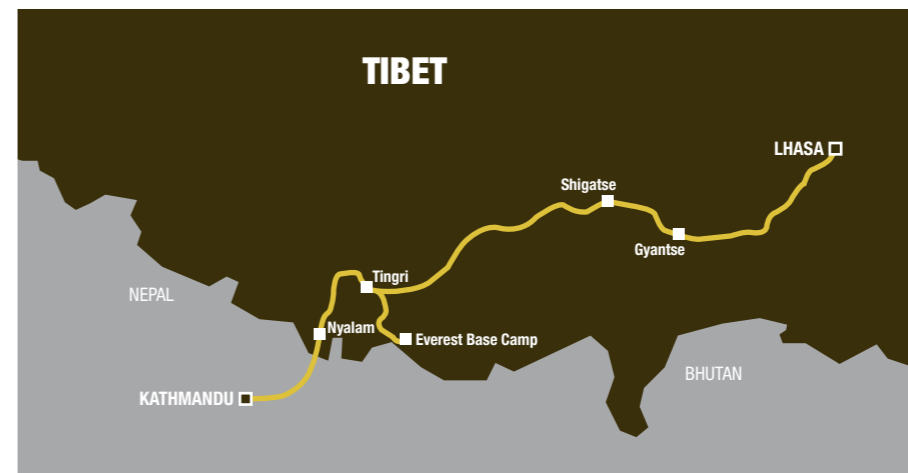 TIBET
LHASA
Shigatse
Gyantse
Tingri
NEPAL
Nyalam
Everest Base Camp
BHUTAN
KATHMANDU